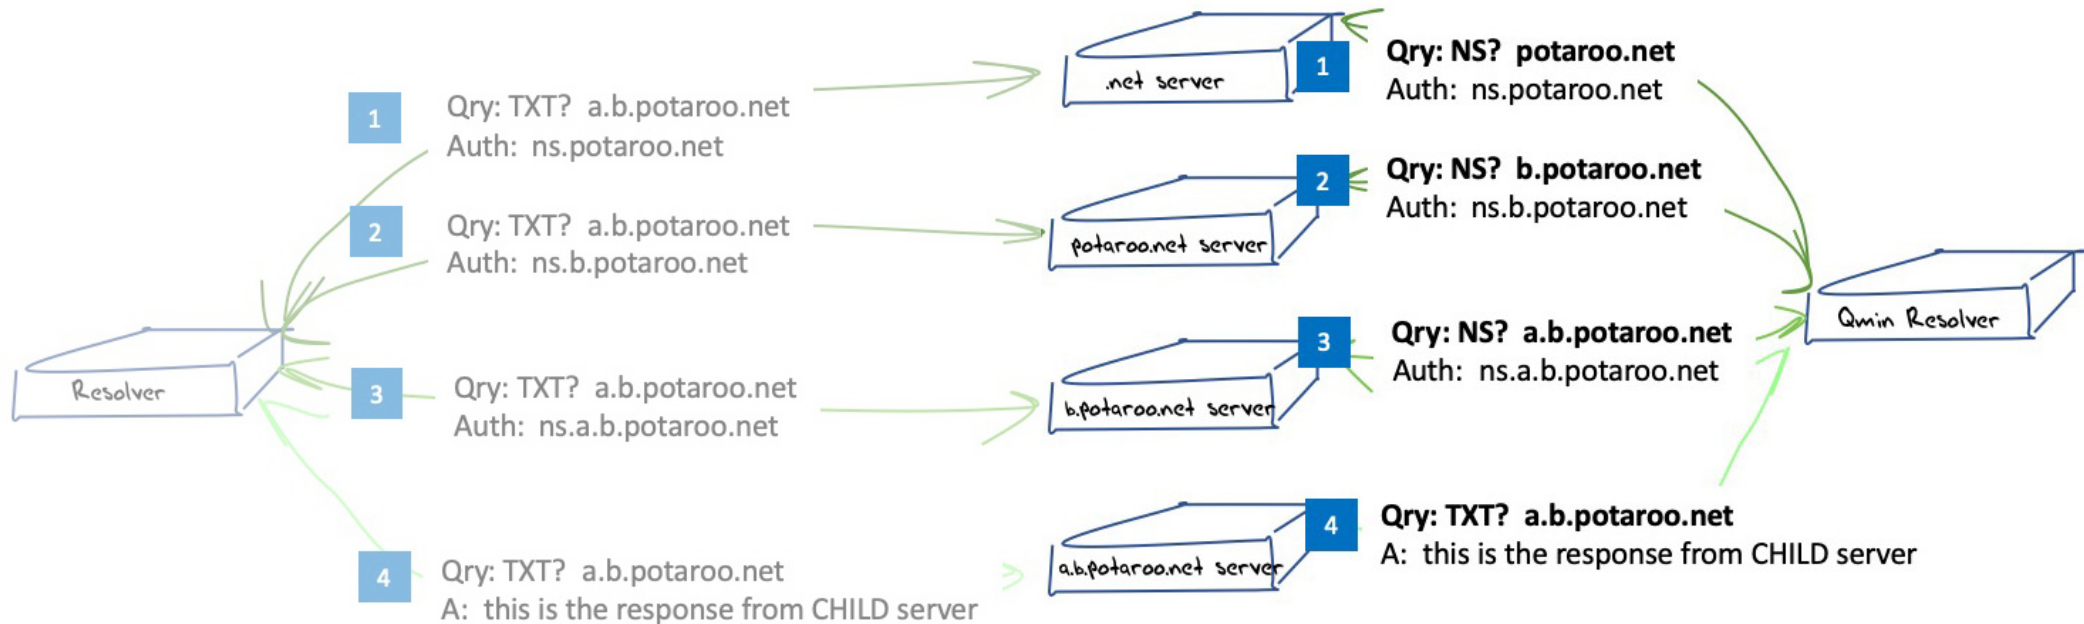 1
Qry: TXT?  a.b.potaroo.net
Auth:  ns.potaroo.net
2
Qry: TXT?  a.b.potaroo.net
Auth:  ns.b.potaroo.net
Resolver
3
Qry: TXT?  a.b.potaroo.net
Auth:  ns.a.b.potaroo.net
4
Qry: TXT?  a.b.potaroo.net
A:  this is the response from CHILD server
.net server
potaroo.net server
b.potaroo.net server
a.b.potaroo.net server
1
Qry: NS?  potaroo.net
Auth:  ns.potaroo.net
2
Qry: NS?  b.potaroo.net
Auth:  ns.b.potaroo.net
3
Qry: NS?  a.b.potaroo.net
Auth:  ns.a.b.potaroo.net
4
Qry: TXT?  a.b.potaroo.net
A:  this is the response from CHILD server
Qmin Resolver